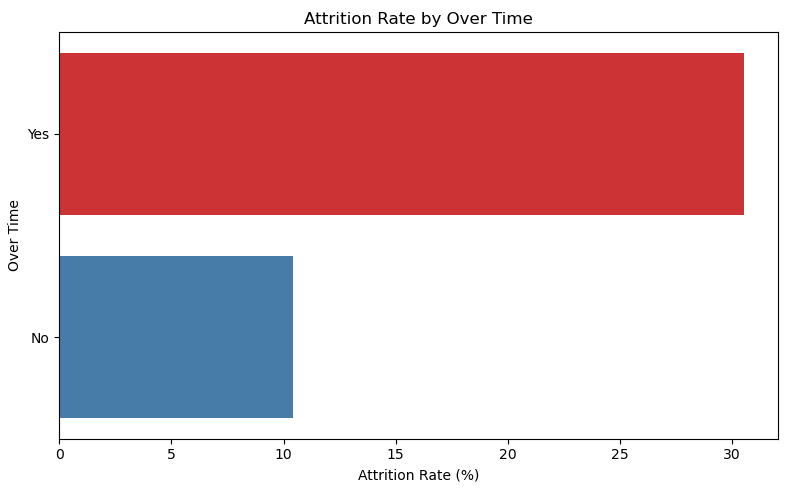 Attrition Rate by Over Time
Over Time
Yes
No
0 5 10 15 20 25 30
Attrition Rate (%)